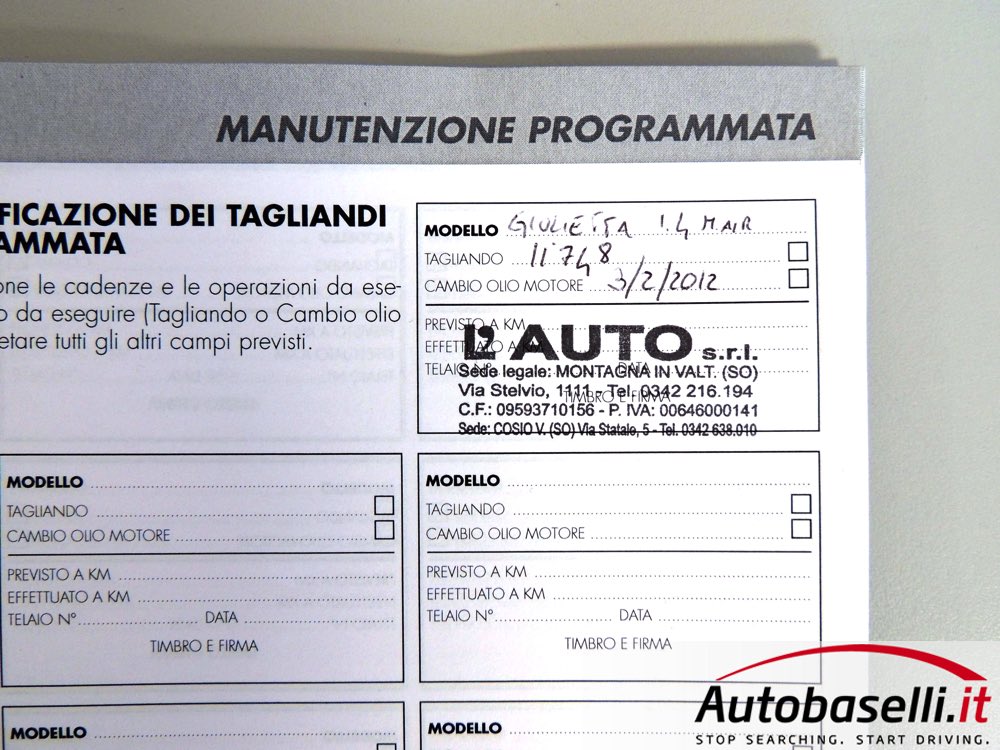 MANUTENZIONE PROGRAMMATA
FICAZIONE DEI TAGLIANDI
AMMATA
one le cadenze e le operazioni da ese-
o da eseguire (Tagliando o Cambio olio
etare tutti gli altri campi previsti.
MODELLO GIULIETTA 1.4 MAIR
TAGLIANDO 11748
CAMBIO OLIO MOTORE 3/2/2012
PREVISTO A KM
EFFETTUATO A KM
TELAIO N° DATA
TIMBRO E FIRMA
L'AUTO s.r.l.
Sede legale: MONTAGNA IN VALT. (SO)
Via Stelvio, 1111 - Tel. 0342 216.194
C.F.: 09593710156 - P. IVA: 00646000141
Sede: COSIO V. (SO) Via Statale, 5 - Tel. 0342 638.010
MODELLO
TAGLIANDO
CAMBIO OLIO MOTORE
PREVISTO A KM
EFFETTUATO A KM
TELAIO N° DATA
TIMBRO E FIRMA
MODELLO
TAGLIANDO
CAMBIO OLIO MOTORE
PREVISTO A KM
EFFETTUATO A KM
TELAIO N° DATA
TIMBRO E FIRMA
MODELLO
MODELLO
Autobaselli.it
STOP SEARCHING. START DRIVING.